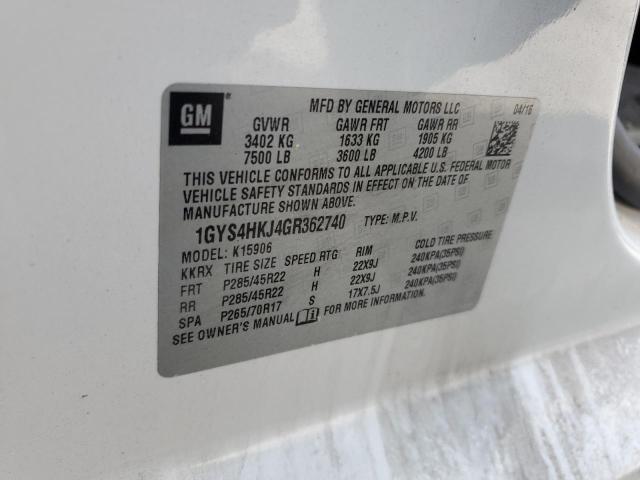 GM
MFD BY GENERAL MOTORS LLC 04/16
GVWR GAWR FRT GAWR RR
3402 KG 1633 KG 1905 KG
7500 LB 3600 LB 4200 LB
THIS VEHICLE CONFORMS TO ALL APPLICABLE U.S. FEDERAL MOTOR
VEHICLE SAFETY STANDARDS IN EFFECT ON THE DATE OF
MANUFACTURE SHOWN ABOVE.
1GYS4HKJ4GR362740 TYPE: M.P.V.
MODEL: K15906
KKRX TIRE SIZE SPEED RTG RIM COLD TIRE PRESSURE
FRT P285/45R22 H 22X9J 240KPA(35PSI)
RR P285/45R22 H 22X9J 240KPA(35PSI)
SPA P265/70R17 S 17X7.5J 240KPA(35PSI)
SEE OWNER'S MANUAL FOR MORE INFORMATION.